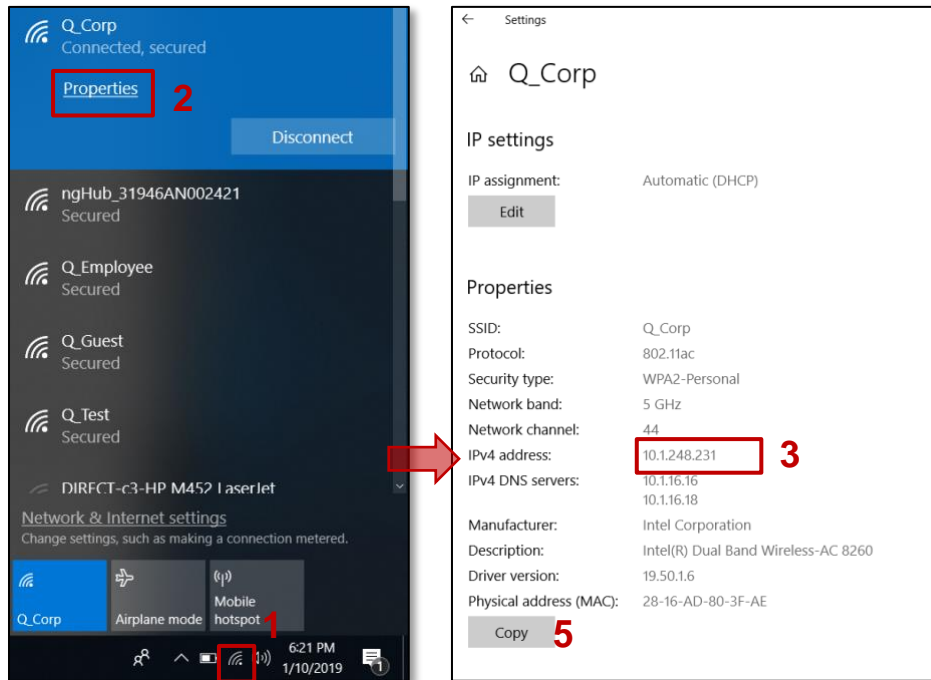 Q_Corp
Connected, secured
Properties 2
Disconnect
ngHub_31946AN002421
Secured
Q_Employee
Secured
Q_Guest
Secured
Q_Test
Secured
DIRECT-c3-HP M452 LaserJet
Network & Internet settings
Change settings, such as making a connection metered.
Q_Corp
Airplane mode
Mobile hotspot
1
6:21 PM
1/10/2019
1
Settings
Q_Corp
IP settings
IP assignment: Automatic (DHCP)
Edit
Properties
SSID: Q_Corp
Protocol: 802.11ac
Security type: WPA2-Personal
Network band: 5 GHz
Network channel: 44
IPv4 address: 10.1.248.231 3
IPv4 DNS servers: 10.1.16.16
10.1.16.18
Manufacturer: Intel Corporation
Description: Intel(R) Dual Band Wireless-AC 8260
Driver version: 19.50.1.6
Physical address (MAC): 28-16-AD-80-3F-AE
Copy 5